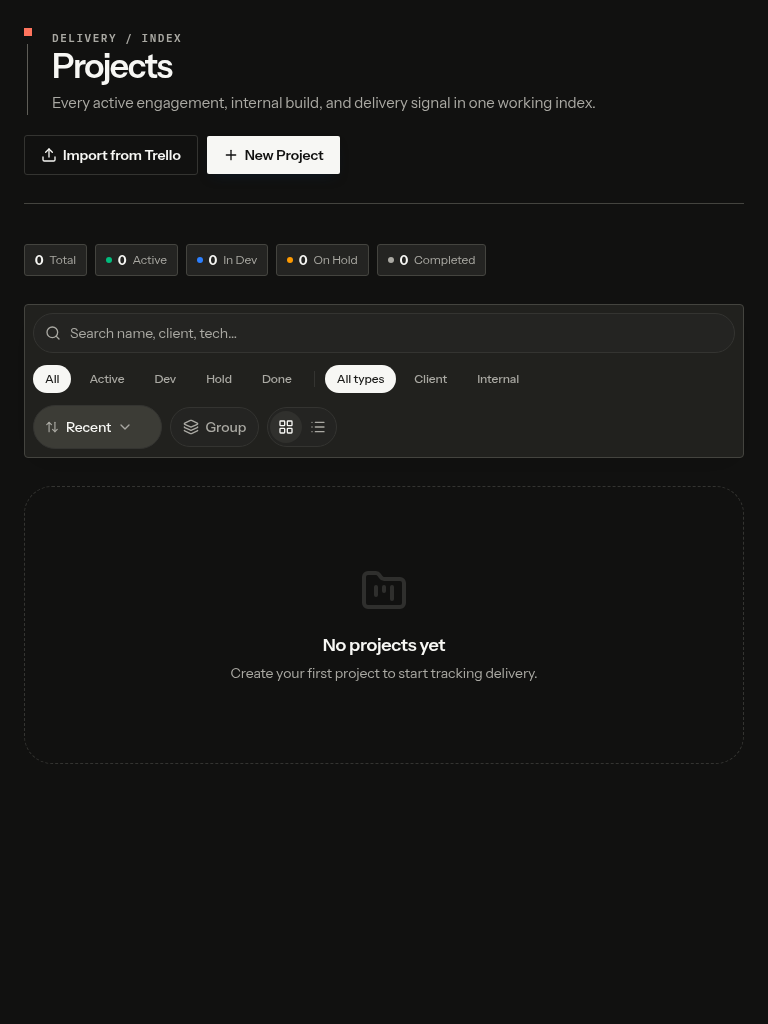 DELIVERY / INDEX
Projects
Every active engagement, internal build, and delivery signal in one working index.
Import from Trello
New Project
0 Total
0 Active
0 In Dev
0 On Hold
0 Completed
Search name, client, tech...
All Active Dev Hold Done All types Client Internal
Recent Group
No projects yet
Create your first project to start tracking delivery.